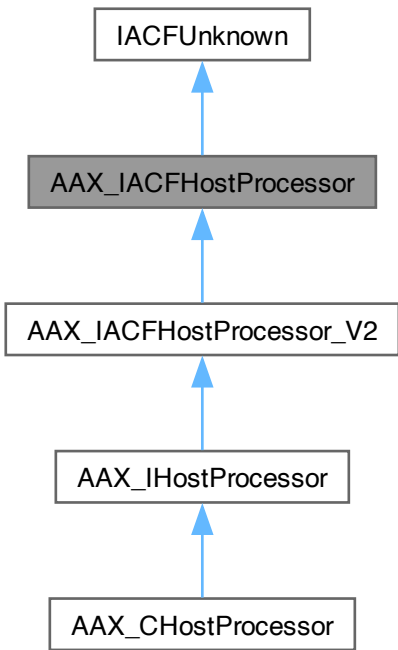 IACFUnknown
AAX_IACFHostProcessor
AAX_IACFHostProcessor_V2
AAX_IHostProcessor
AAX_CHostProcessor